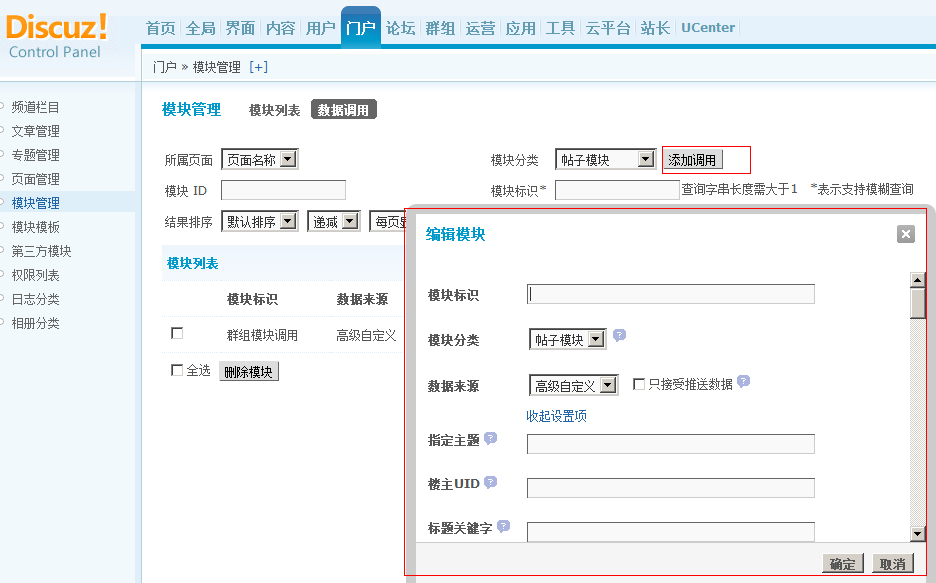 Discuz!
Control Panel
首页 全局 界面 内容 用户 门户 论坛 群组 运营 应用 工具 云平台 站长 UCenter
门户 » 模块管理 [+]
频道栏目
文章管理
专题管理
页面管理
模块管理
模块模板
第三方模块
权限列表
日志分类
相册分类
模块管理 模块列表 数据调用
所属页面 页面名称 模块分类 帖子模块 添加调用
模块 ID 模块标识* 查询字串长度需大于1 *表示支持模糊查询
结果排序 默认排序 递减 每页
模块列表
模块标识 数据来源
群组模块调用 高级自定义
全选 删除模块
编辑模块
模块标识
模块分类 帖子模块 ?
数据来源 高级自定义 只接受推送数据 ?
收起设置项
指定主题 ?
楼主UID ?
标题关键字 ?
确定 取消